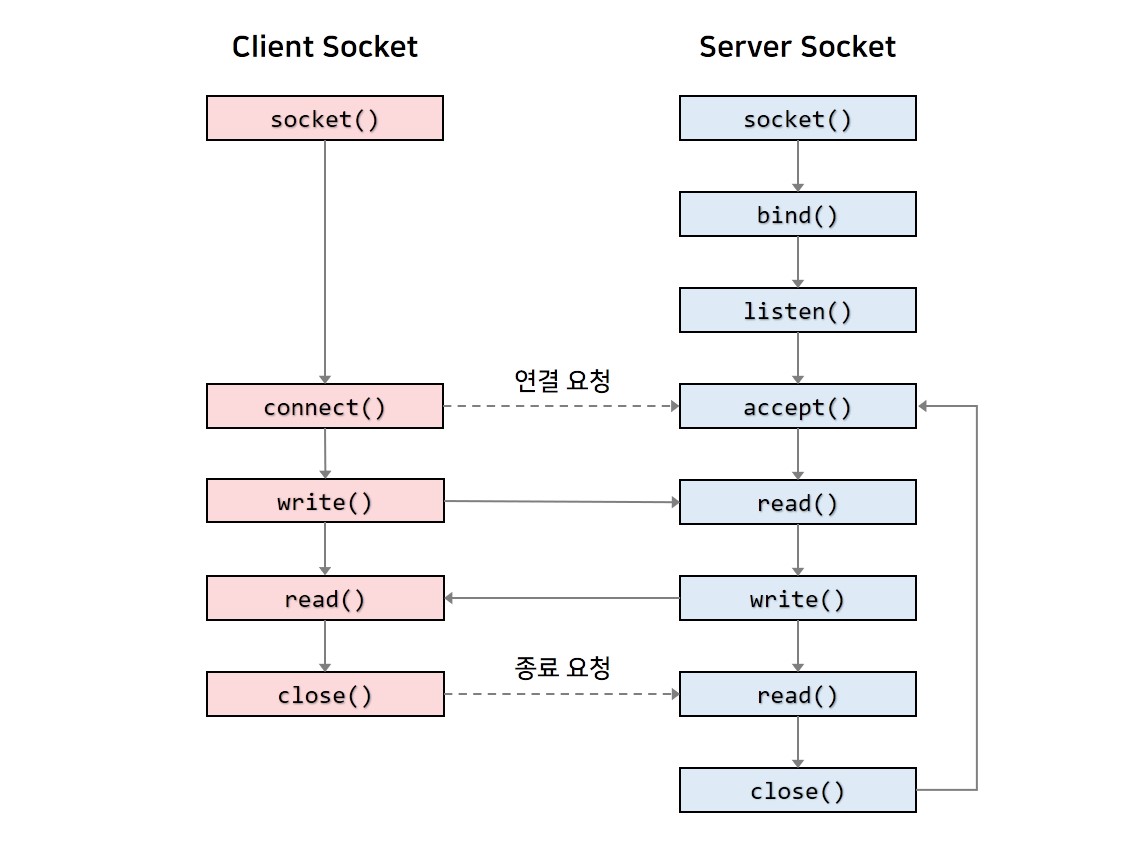 Client Socket
Server Socket
socket()
socket()
bind()
listen()
연결 요청
connect()
accept()
write()
read()
read()
write()
종료 요청
close()
read()
close()